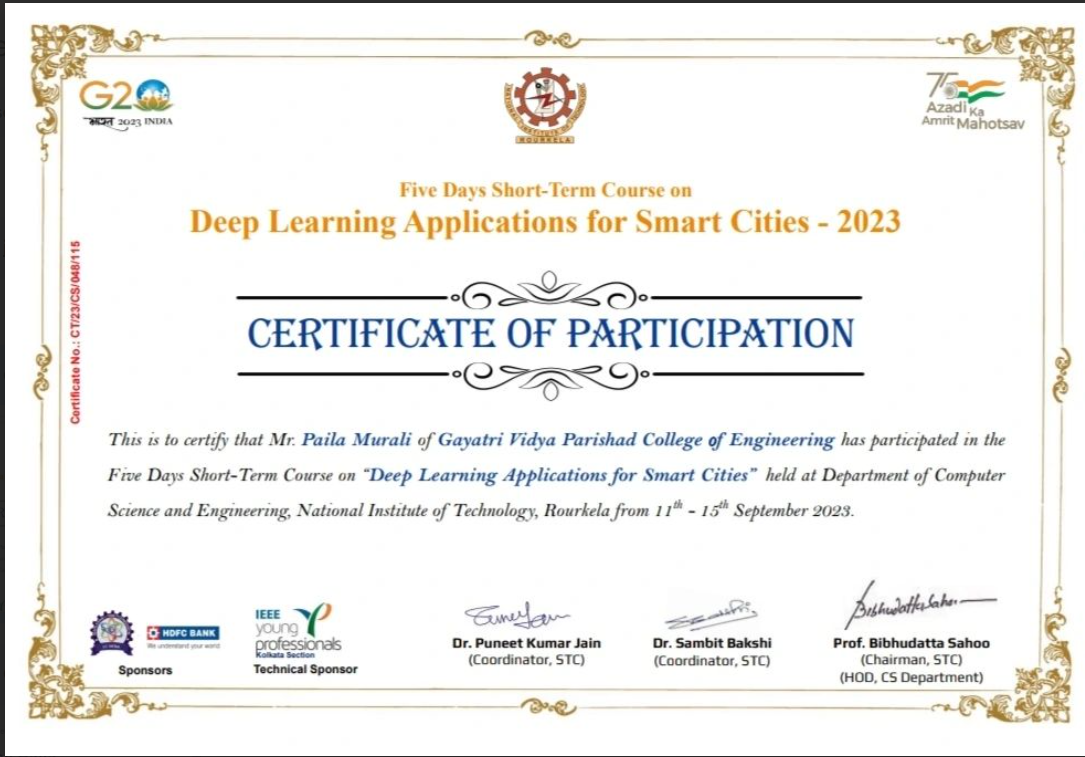 G20
भारत 2023 INDIA
ROURKELA
75
Azadi Ka
Amrit Mahotsav
Five Days Short-Term Course on
Deep Learning Applications for Smart Cities - 2023
Certificate No.: CT/23/CS/048/115
CERTIFICATE OF PARTICIPATION
This is to certify that Mr. Paila Murali of Gayatri Vidya Parishad College of Engineering has participated in the
Five Days Short-Term Course on “Deep Learning Applications for Smart Cities” held at Department of Computer
Science and Engineering, National Institute of Technology, Rourkela from 11th - 15th September 2023.
HDFC BANK
We understand your world
Sponsors
IEEE
young
professionals
Kolkata Section
Technical Sponsor
Dr. Puneet Kumar Jain
(Coordinator, STC)
Dr. Sambit Bakshi
(Coordinator, STC)
Bibhudatta Sahoo
Prof. Bibhudatta Sahoo
(Chairman, STC)
(HOD, CS Department)